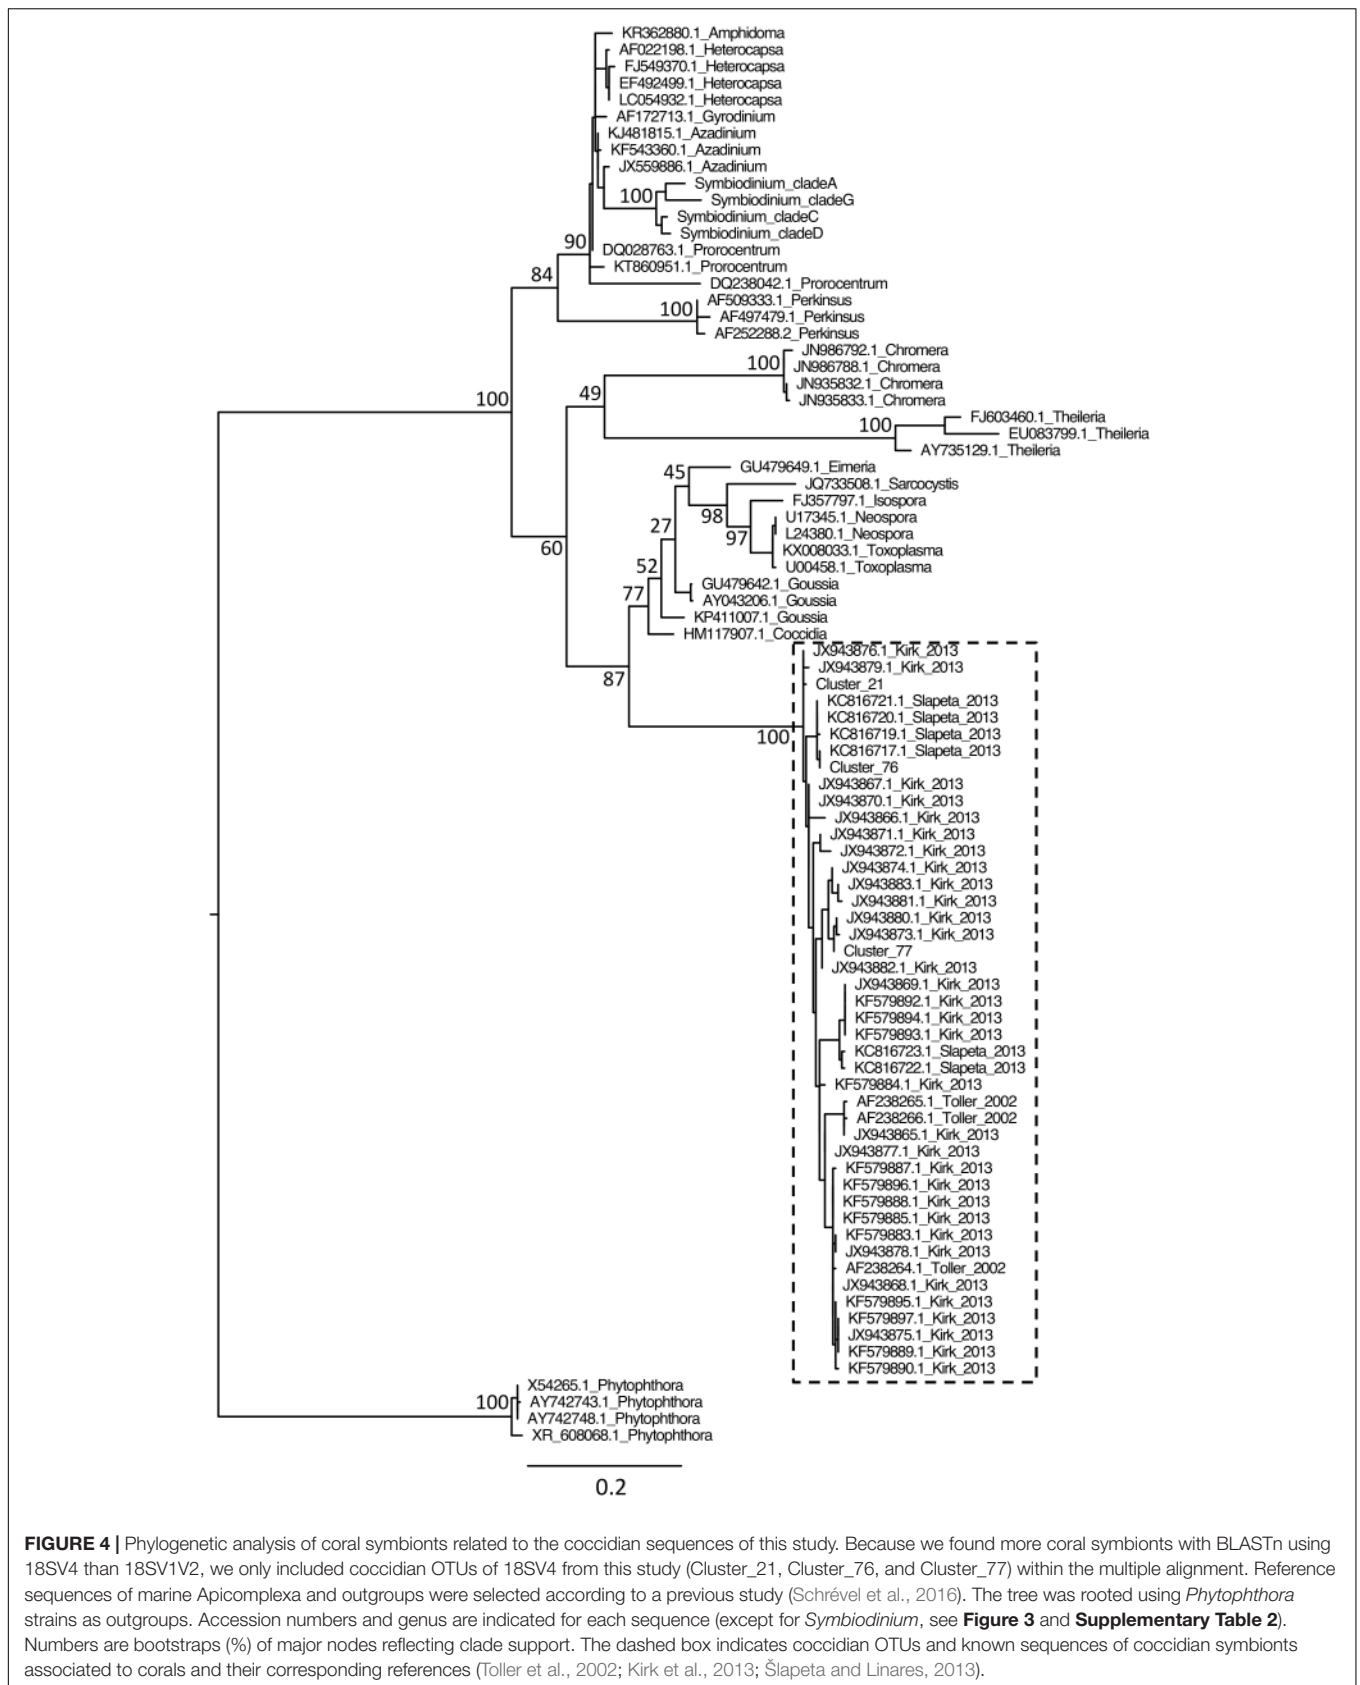 KR362880.1_Amphidoma
AF022198.1_Heterocapsa
FJ549370.1_Heterocapsa
EF492499.1_Heterocapsa
LC054932.1_Heterocapsa
AF172713.1_Gyrodinium
KJ481815.1_Azadinium
KF543360.1_Azadinium
JX559886.1_Azadinium
Symbiodinium_cladeA
100
Symbiodinium_cladeG
Symbiodinium_cladeC
Symbiodinium_cladeD
90
DQ028763.1_Prorocentrum
KT860951.1_Prorocentrum
84
DQ238042.1_Prorocentrum
AF509333.1_Perkinsus
100
AF497479.1_Perkinsus
AF252288.2_Perkinsus
JN986792.1_Chromera
100
JN986788.1_Chromera
JN935832.1_Chromera
49
100
JN935833.1_Chromera
FJ603460.1_Theileria
100
EU083799.1_Theileria
AY735129.1_Theileria
45
GU479649.1_Eimeria
JQ733508.1_Sarcocystis
FJ357797.1_Isospora
98
U17345.1_Neospora
27
L24380.1_Neospora
97
60
KX008033.1_Toxoplasma
52
U00458.1_Toxoplasma
GU479642.1_Goussia
77
AY043206.1_Goussia
KP411007.1_Goussia
HM117907.1_Coccidia
JX943876.1_Kirk_2013
JX943879.1_Kirk_2013
87
Cluster_21
KC816721.1_Slapeta_2013
KC816720.1_Slapeta_2013
100
KC816719.1_Slapeta_2013
KC816717.1_Slapeta_2013
Cluster_76
JX943867.1_Kirk_2013
JX943870.1_Kirk_2013
JX943866.1_Kirk_2013
JX943871.1_Kirk_2013
JX943872.1_Kirk_2013
JX943874.1_Kirk_2013
JX943883.1_Kirk_2013
JX943881.1_Kirk_2013
JX943880.1_Kirk_2013
JX943873.1_Kirk_2013
Cluster_77
JX943882.1_Kirk_2013
JX943869.1_Kirk_2013
KF579892.1_Kirk_2013
KF579894.1_Kirk_2013
KF579893.1_Kirk_2013
KC816723.1_Slapeta_2013
KC816722.1_Slapeta_2013
KF579884.1_Kirk_2013
AF238265.1_Toller_2002
AF238266.1_Toller_2002
JX943865.1_Kirk_2013
JX943877.1_Kirk_2013
KF579887.1_Kirk_2013
KF579896.1_Kirk_2013
KF579888.1_Kirk_2013
KF579885.1_Kirk_2013
KF579883.1_Kirk_2013
JX943878.1_Kirk_2013
AF238264.1_Toller_2002
JX943868.1_Kirk_2013
KF579895.1_Kirk_2013
KF579897.1_Kirk_2013
JX943875.1_Kirk_2013
KF579889.1_Kirk_2013
KF579890.1_Kirk_2013
X54265.1_Phytophthora
100
AY742743.1_Phytophthora
AY742748.1_Phytophthora
XR_608068.1_Phytophthora
0.2
FIGURE 4 | Phylogenetic analysis of coral symbionts related to the coccidian sequences of this study. Because we found more coral symbionts with BLASTn using
18SV4 than 18SV1V2, we only included coccidian OTUs of 18SV4 from this study (Cluster_21, Cluster_76, and Cluster_77) within the multiple alignment. Reference
sequences of marine Apicomplexa and outgroups were selected according to a previous study (Schrével et al., 2016). The tree was rooted using Phytophthora
strains as outgroups. Accession numbers and genus are indicated for each sequence (except for Symbiodinium, see Figure 3 and Supplementary Table 2).
Numbers are bootstraps (%) of major nodes reflecting clade support. The dashed box indicates coccidian OTUs and known sequences of coccidian symbionts
associated to corals and their corresponding references (Toller et al., 2002; Kirk et al., 2013; Šlapeta and Linares, 2013).